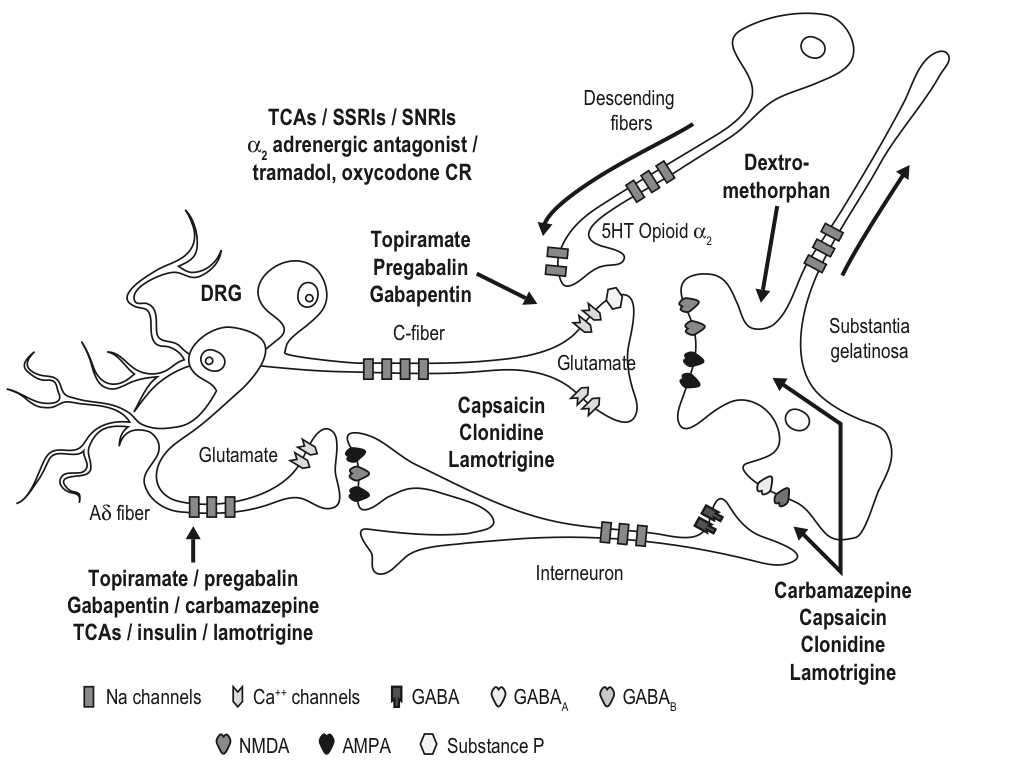 TCAs / SSRIs / SNRIs
α2 adrenergic antagonist /
tramadol, oxycodone CR
Descending
fibers
Dextro-
methorphan
5HT Opioid α2
Topiramate
Pregabalin
Gabapentin
DRG
C-fiber
Glutamate
Substantia
gelatinosa
Capsaicin
Clonidine
Lamotrigine
Glutamate
Aδ fiber
Interneuron
Topiramate / pregabalin
Gabapentin / carbamazepine
TCAs / insulin / lamotrigine
Carbamazepine
Capsaicin
Clonidine
Lamotrigine
Na channels
Ca++ channels
GABA
GABAA
GABAB
NMDA
AMPA
Substance P